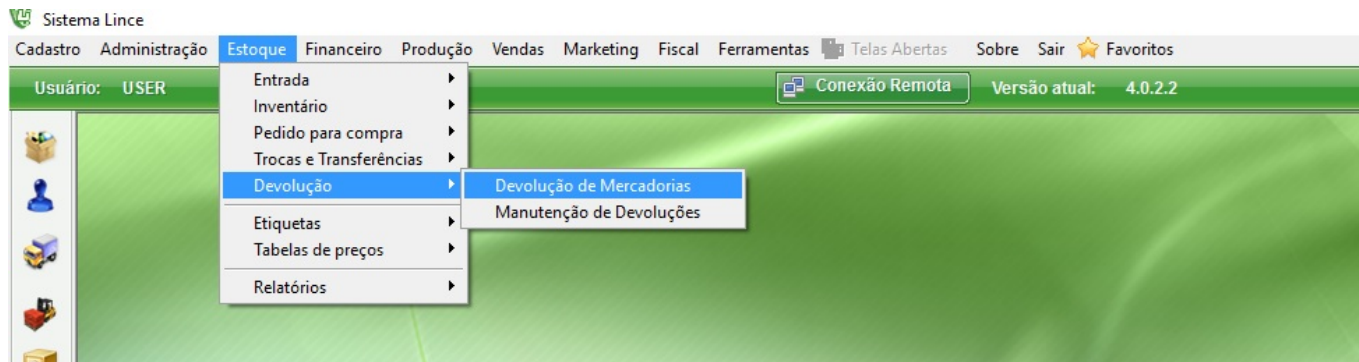 Sistema Lince
Cadastro Administração Estoque Financeiro Produção Vendas Marketing Fiscal Ferramentas Telas Abertas Sobre Sair Favoritos
Usuário: USER Conexão Remota Versão atual: 4.0.2.2
Entrada
Inventário
Pedido para compra
Trocas e Transferências
Devolução
Devolução de Mercadorias
Manutenção de Devoluções
Etiquetas
Tabelas de preços
Relatórios